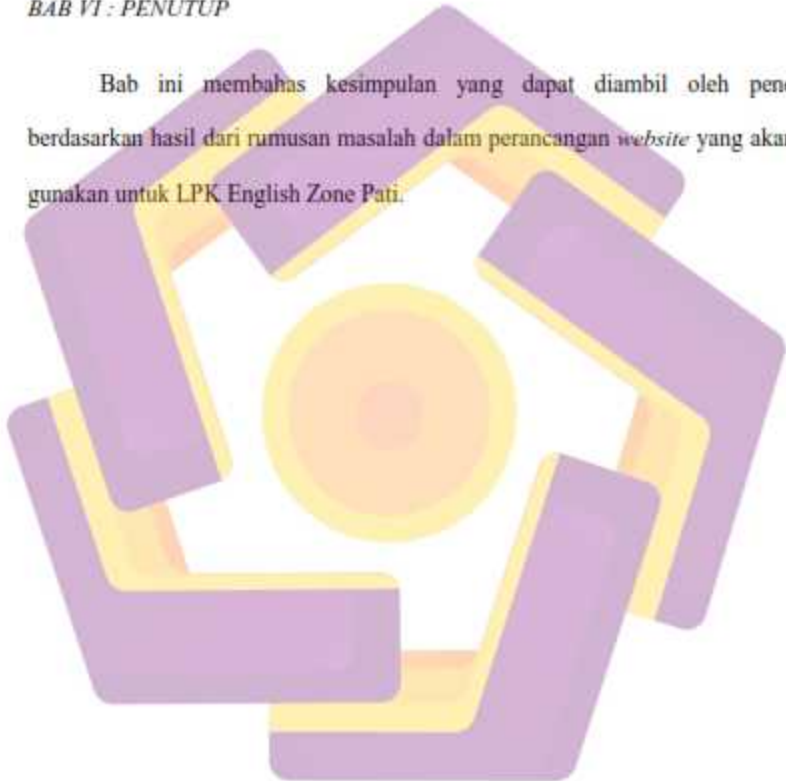 BAB VI : PENUTUP
Bab ini membahas kesimpulan yang dapat diambil oleh
berdasarkan hasil dari rumusan masalah dalam perancangan website yang
gunakan untuk LPK English Zone Pati.